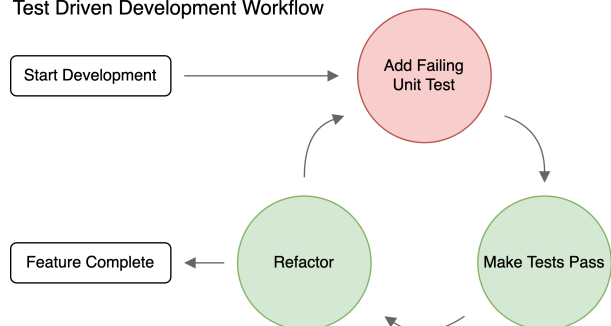 Test Driven Development Workflow
Start Development
Add Failing
Unit Test
Feature Complete
Refactor
Make Tests Pass